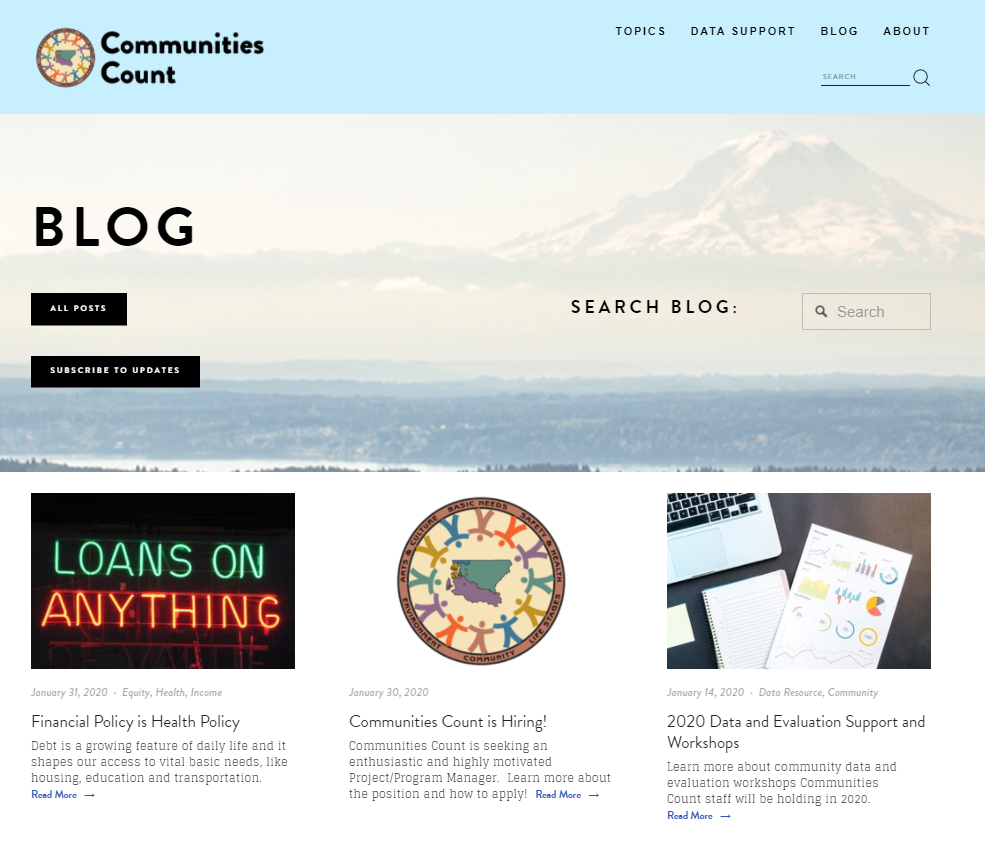 Communities
Count
TOPICS DATA SUPPORT BLOG ABOUT
SEARCH
BLOG
ALL POSTS
SEARCH BLOG:
Search
SUBSCRIBE TO UPDATES
LOANS ON
ANYTHING
ARTS & CULTURE BASIC NEEDS SAFETY & HEALTH
ENVIRONMENT COMMUNITY LIFE STAGES
January 31, 2020 · Equity, Health, Income
Financial Policy is Health Policy
Debt is a growing feature of daily life and it
shapes our access to vital basic needs, like
housing, education and transportation.
Read More →
January 30, 2020
Communities Count is Hiring!
Communities Count is seeking an
enthusiastic and highly motivated
Project/Program Manager. Learn more about
the position and how to apply! Read More →
January 14, 2020 · Data Resource, Community
2020 Data and Evaluation Support and
Workshops
Learn more about community data and
evaluation workshops Communities
Count staff will be holding in 2020.
Read More →